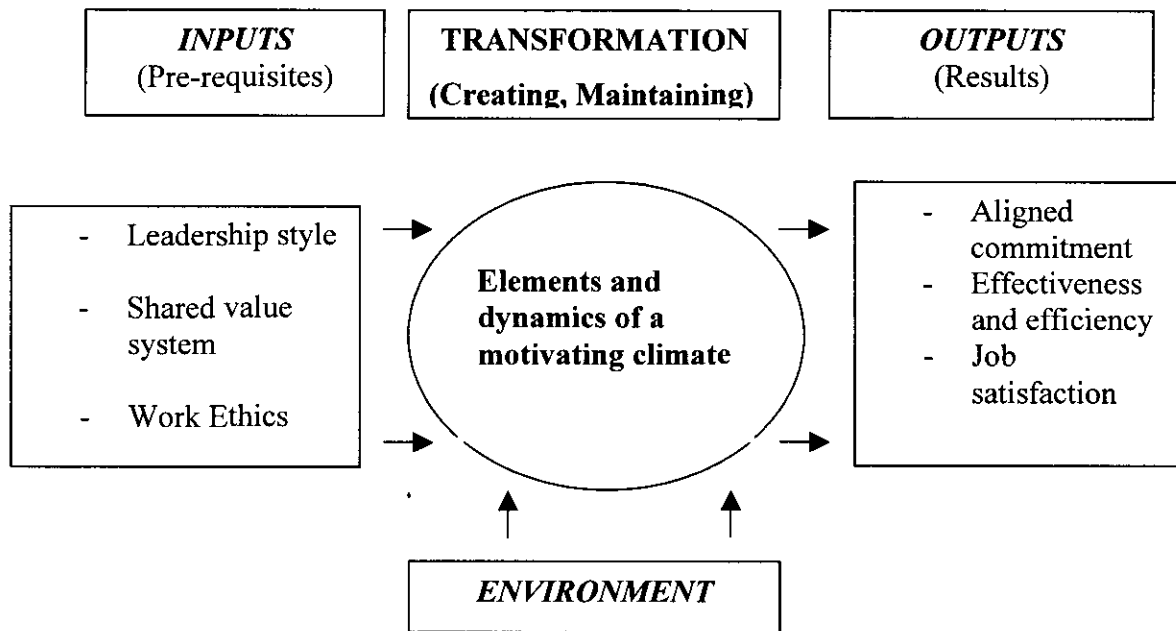 INPUTS
(Pre-requisites)
TRANSFORMATION
(Creating, Maintaining)
OUTPUTS
(Results)
- Leadership style
- Shared value
system
- Work Ethics
Elements and
dynamics of a
motivating climate
- Aligned
commitment
- Effectiveness
and efficiency
- Job
satisfaction
ENVIRONMENT